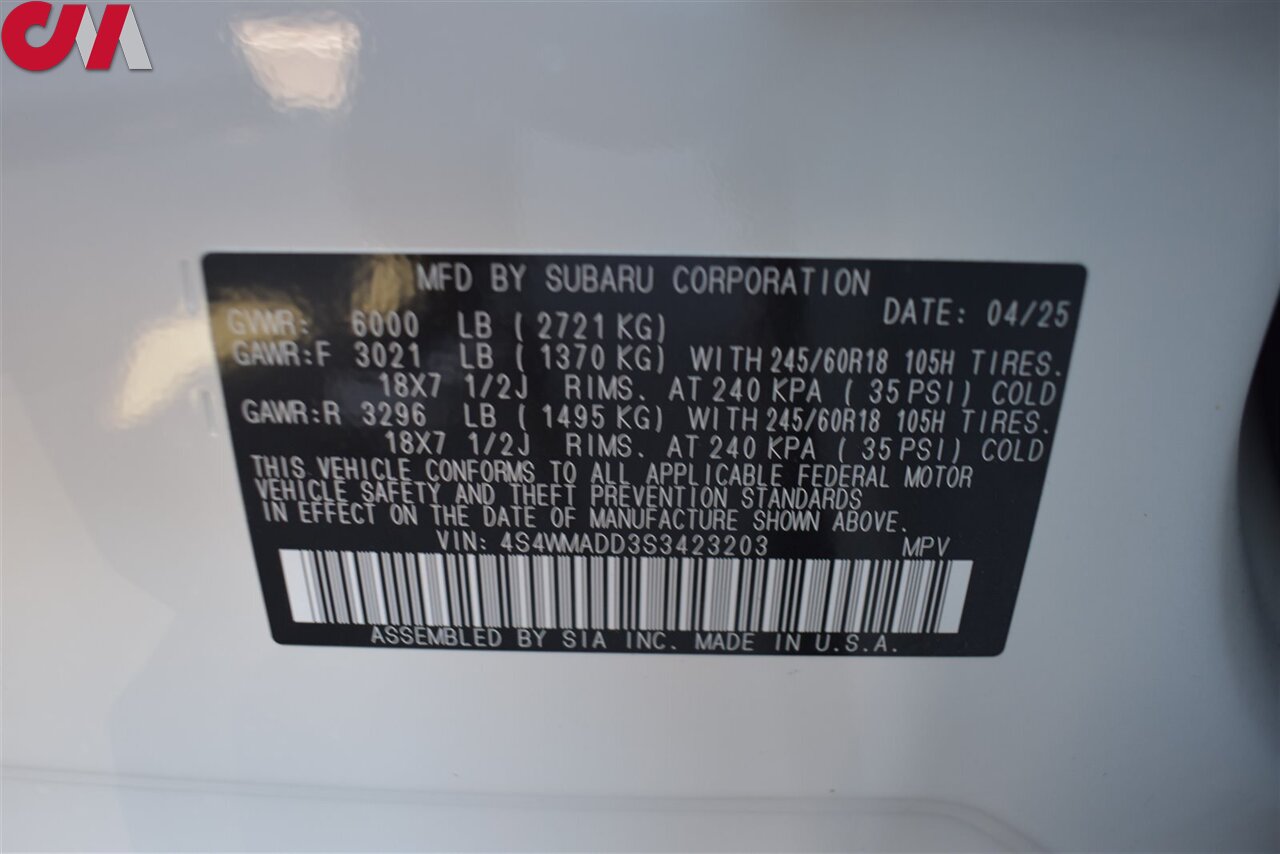 CM
MFD BY SUBARU CORPORATION
DATE: 04/25
GVWR: 6000 LB ( 2721 KG)
GAWR:F 3021 LB ( 1370 KG) WITH 245/60R18 105H TIRES.
18X7 1/2J RIMS. AT 240 KPA ( 35 PSI) COLD
GAWR:R 3296 LB ( 1495 KG) WITH 245/60R18 105H TIRES.
18X7 1/2J RIMS. AT 240 KPA ( 35 PSI) COLD
THIS VEHICLE CONFORMS TO ALL APPLICABLE FEDERAL MOTOR
VEHICLE SAFETY AND THEFT PREVENTION STANDARDS
IN EFFECT ON THE DATE OF MANUFACTURE SHOWN ABOVE.
VIN: 4S4WMADD3S3423203 MPV
ASSEMBLED BY SIA INC. MADE IN U.S.A.